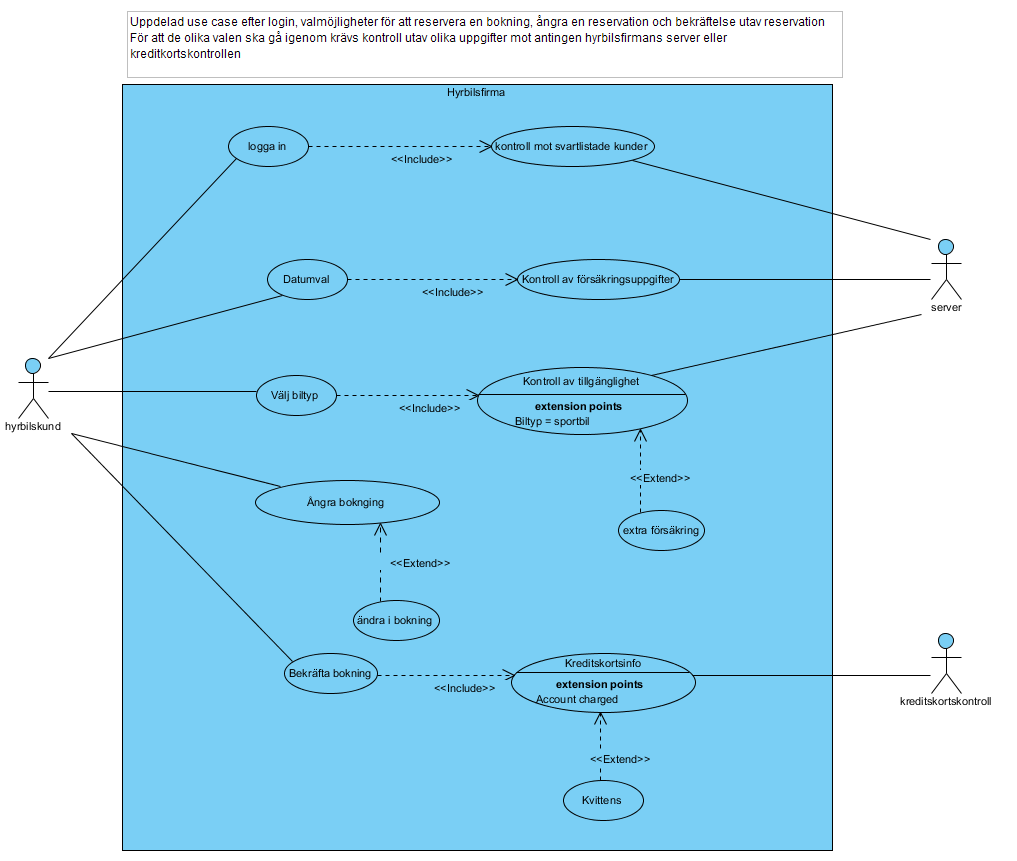 Uppdelad use case efter login, valmöjligheter för att reservera en bokning, ångra en reservation och bekräftelse utav reservation
För att de olika valen ska gå igenom krävs kontroll utav olika uppgifter mot antingen hyrbilsfirmans server eller
kreditkortskontrollen
Hyrbilsfirma
logga in
<<Include>>
kontroll mot svartlistade kunder
Datumval
<<Include>>
Kontroll av försäkringsuppgifter
server
hyrbilskund
Välj biltyp
<<Include>>
Kontroll av tillgänglighet
extension points
Biltyp = sportbil
<<Extend>>
extra försäkring
Ångra boknging
<<Extend>>
ändra i bokning
Bekräfta bokning
<<Include>>
Kreditskortsinfo
extension points
Account charged
kreditskortskontroll
<<Extend>>
Kvittens